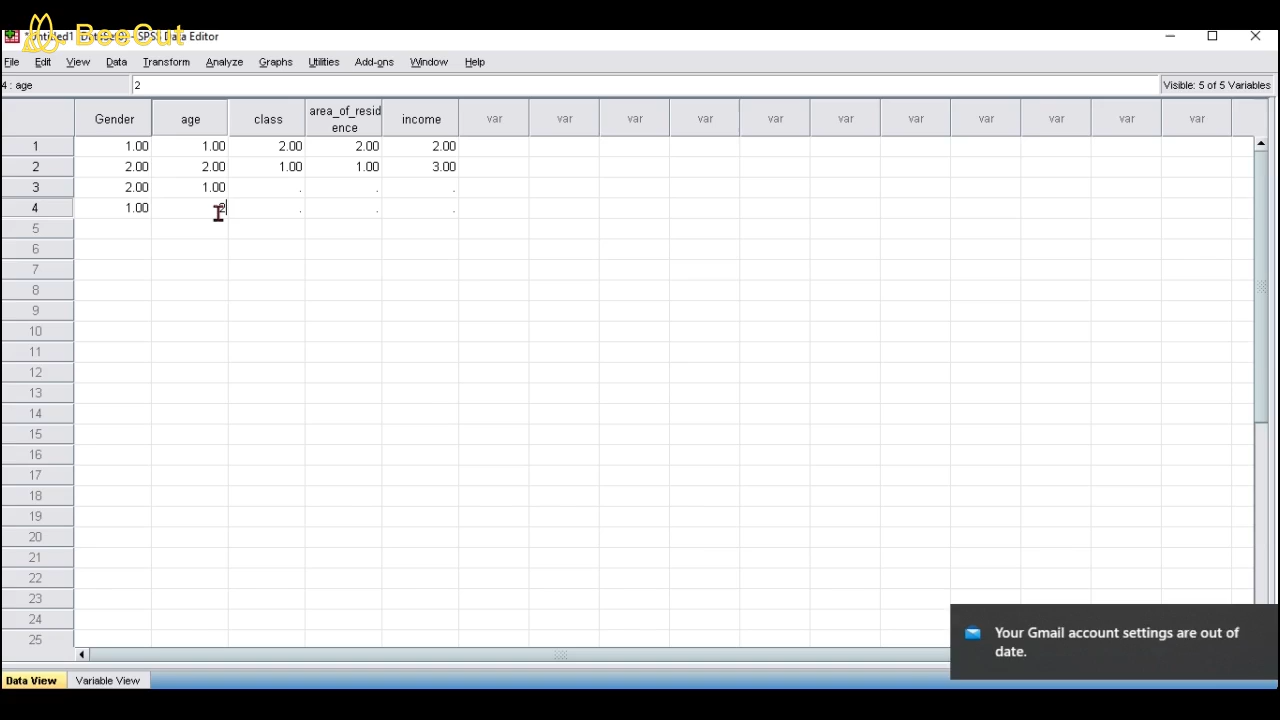 BeeCut
*Untitled1 [DataSet0] - SPSS Data Editor
File Edit View Data Transform Analyze Graphs Utilities Add-ons Window Help
4 : age 2 Visible: 5 of 5 Variables
Gender age class area_of_resid income var var var var var var var var var var var
ence
1 1.00 1.00 2.00 2.00 2.00
2 2.00 2.00 1.00 1.00 3.00
3 2.00 1.00 . . .
4 1.00 2 . . .
5
6
7
8
9
10
11
12
13
14
15
16
17
18
19
20
21
22
23
24
25
Your Gmail account settings are out of
date.
Data View Variable View